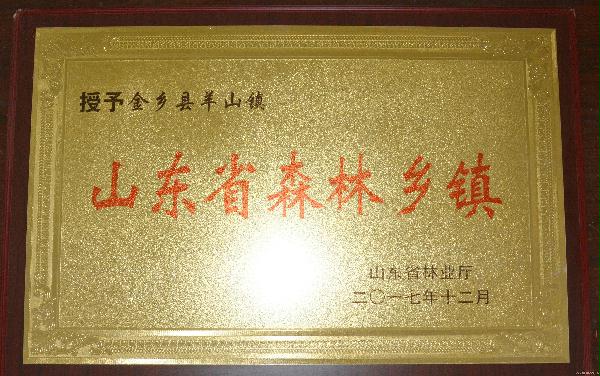 授予金乡县羊山镇
山东省森林乡镇
山东省林业厅
二〇一七年十二月